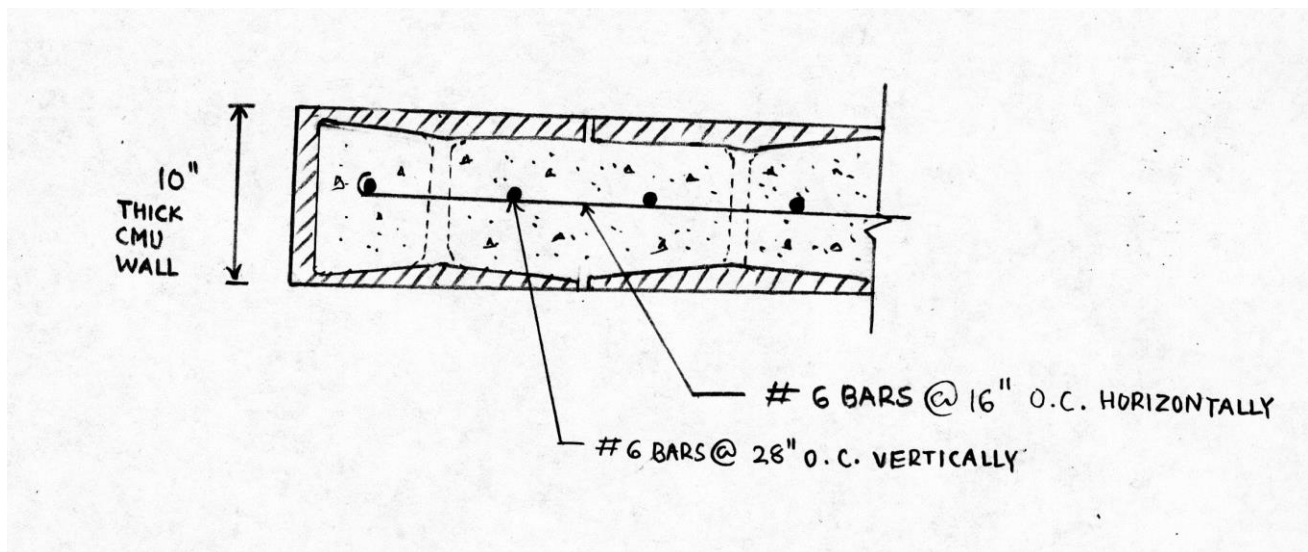 10"
THICK
CMU
WALL
# 6 BARS @ 16" O.C. HORIZONTALLY
#6 BARS @ 28" O.C. VERTICALLY